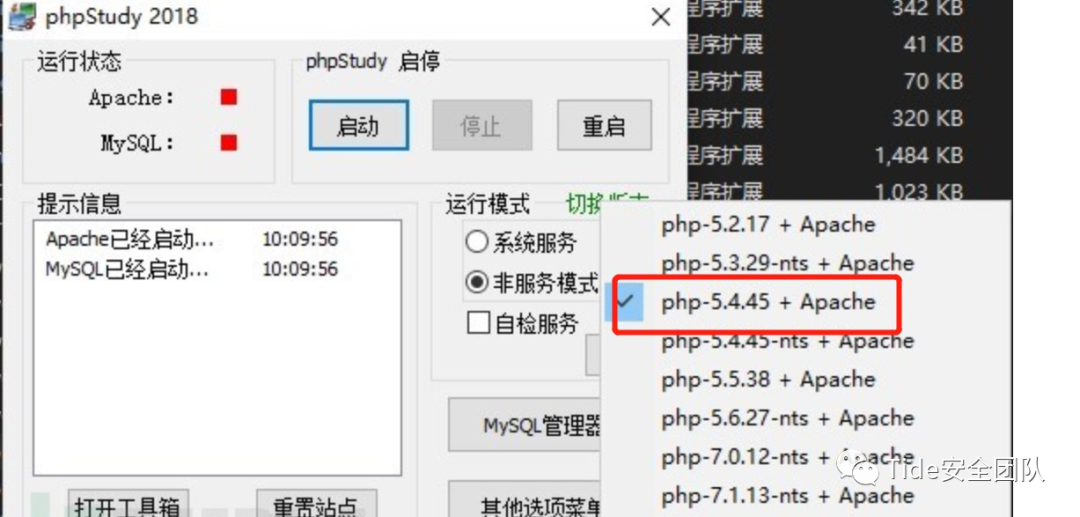 phpStudy 2018
程序扩展 342 KB
程序扩展 41 KB
程序扩展 70 KB
程序扩展 320 KB
程序扩展 1,484 KB
程序扩展 1,023 KB
运行状态
Apache:
MySQL:
phpStudy 启停
启动
停止
重启
提示信息
Apache已经启动... 10:09:56
MySQL已经启动... 10:09:56
运行模式 切换版本
系统服务
非服务模式
自检服务
MySQL管理器
其他选项菜单
打开工具箱
重置站点
php-5.2.17 + Apache
php-5.3.29-nts + Apache
php-5.4.45 + Apache
php-5.4.45-nts + Apache
php-5.5.38 + Apache
php-5.6.27-nts + Apache
php-7.0.12-nts + Apache
php-7.1.13-nts + Apache
Tide安全团队